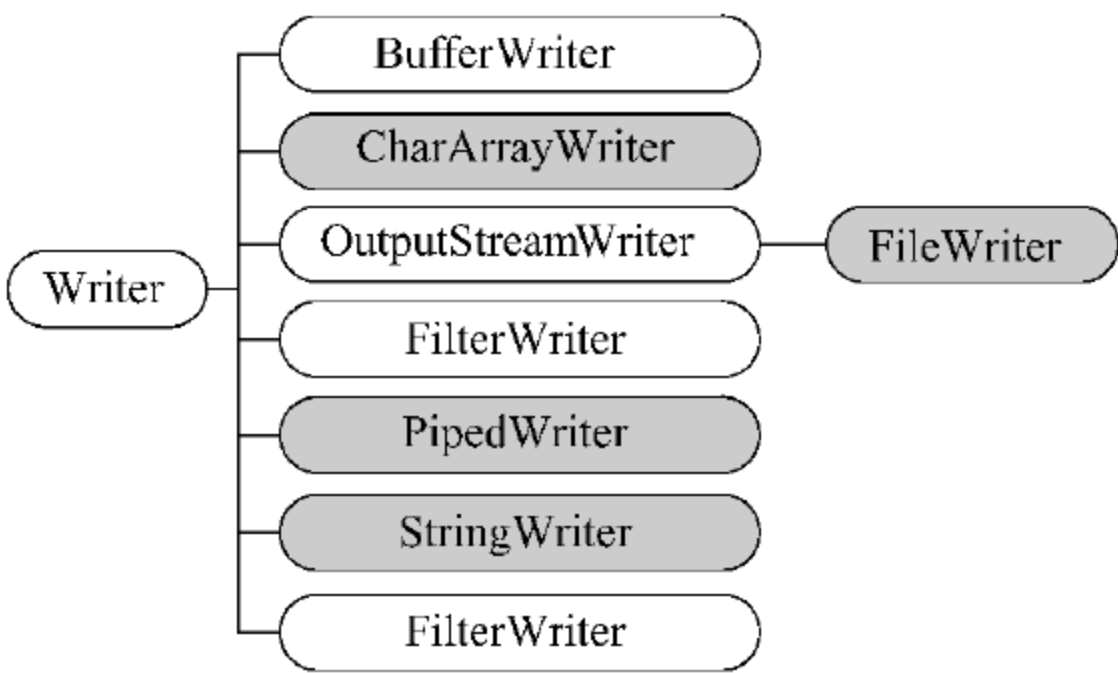 BufferWriter
CharArrayWriter
OutputStreamWriter
FileWriter
Writer
FilterWriter
PipedWriter
StringWriter
FilterWriter